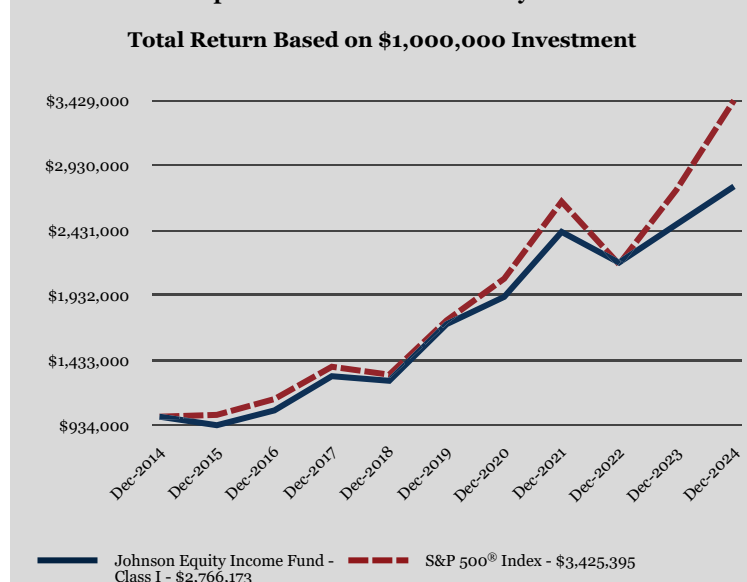 Total Return Based on $1,000,000 Investment
$3,429,000
$2,930,000
$2,431,000
$1,932,000
$1,433,000
$934,000
Dec-2014
Dec-2015
Dec-2016
Dec-2017
Dec-2018
Dec-2019
Dec-2020
Dec-2021
Dec-2022
Dec-2023
Dec-2024
Johnson Equity Income Fund -
Class I - $2,766,173
S&P 500® Index - $3,425,395